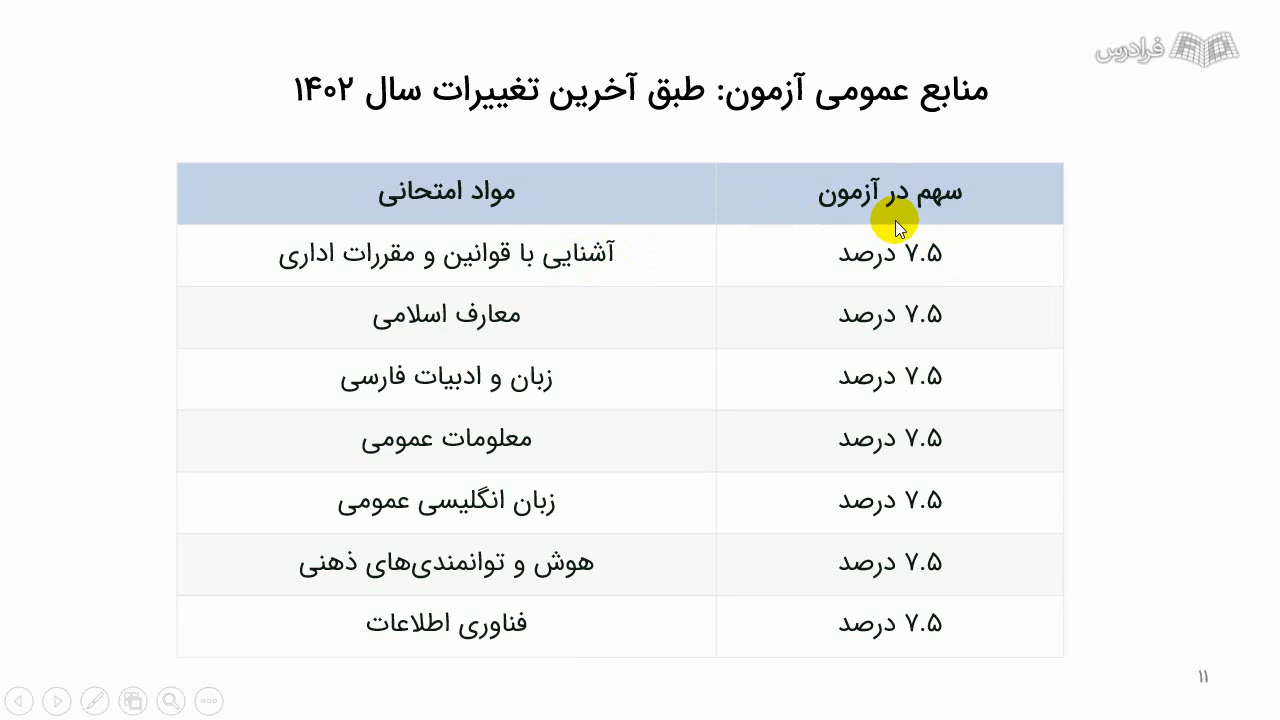 فرادرس
منابع عمومی آزمون: طبق آخرین تغییرات سال ۱۴۰۲
سهم در آزمون مواد امتحانی
۷.۵ درصد آشنایی با قوانین و مقررات اداری
۷.۵ درصد معارف اسلامی
۷.۵ درصد زبان و ادبیات فارسی
۷.۵ درصد معلومات عمومی
۷.۵ درصد زبان انگلیسی عمومی
۷.۵ درصد هوش و توانمندی‌های ذهنی
۷.۵ درصد فناوری اطلاعات
۱۱